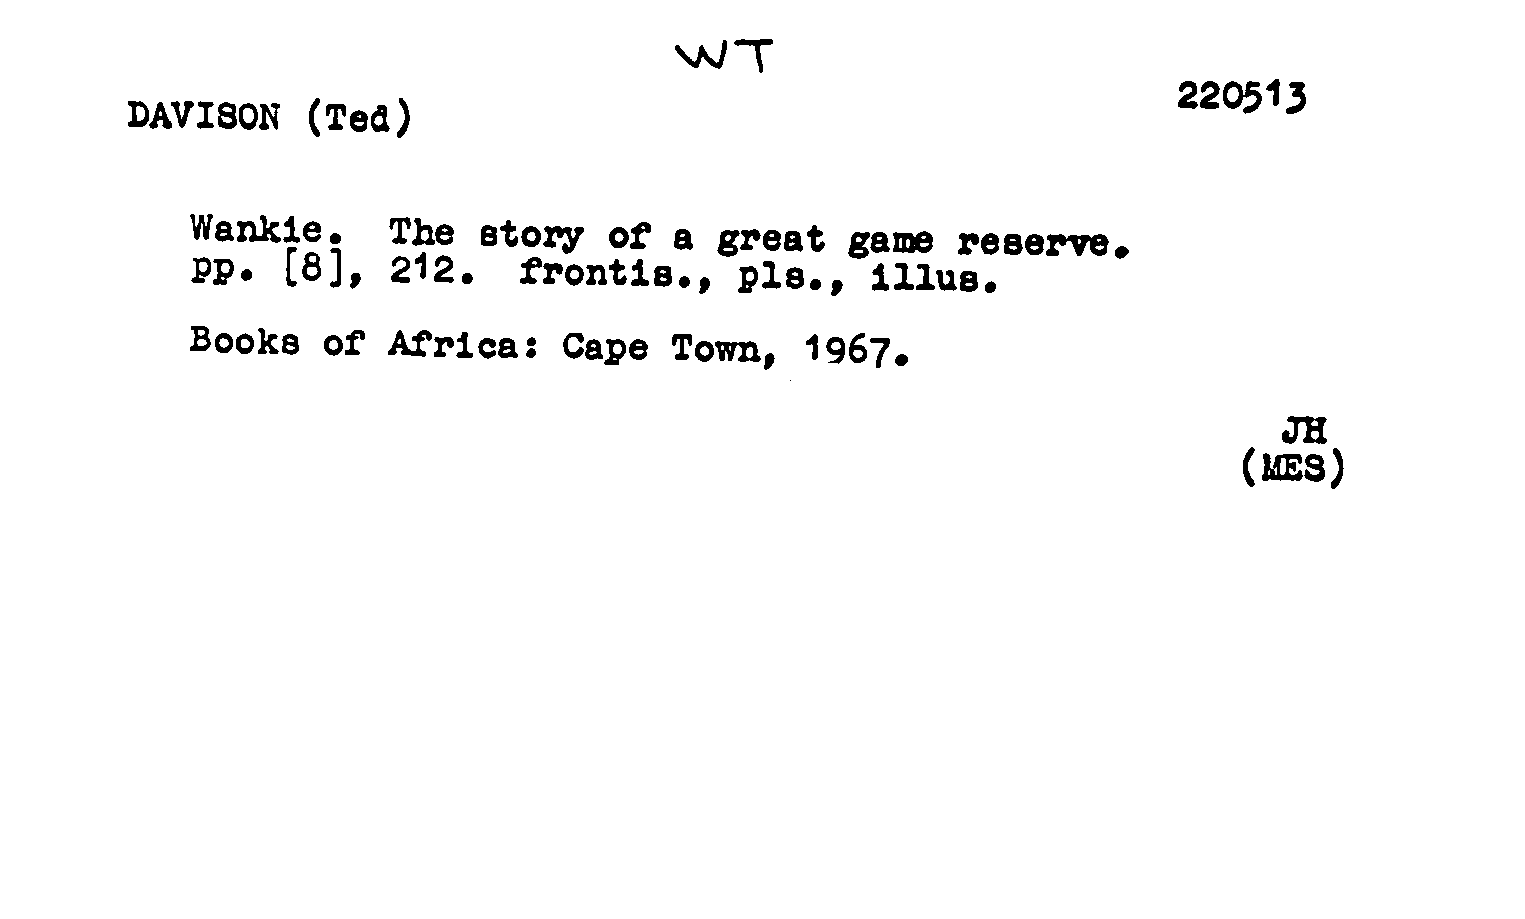 WT
220513
DAVISON (Ted)
Wankie. The story of a great game reserve.
pp. [8], 212. frontis., pls., illus.
Books of Africa: Cape Town, 1967.
JH
(MES)